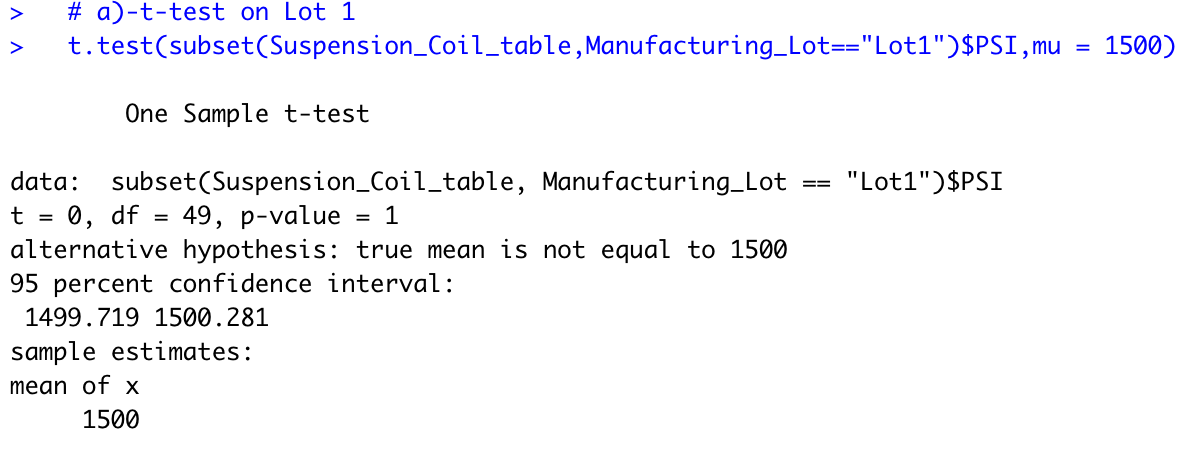 >   # a)-t-test on Lot 1
>   t.test(subset(Suspension_Coil_table,Manufacturing_Lot=="Lot1")$PSI,mu = 1500)
One Sample t-test
data:  subset(Suspension_Coil_table, Manufacturing_Lot == "Lot1")$PSI
t = 0, df = 49, p-value = 1
alternative hypothesis: true mean is not equal to 1500
95 percent confidence interval:
1499.719 1500.281
sample estimates:
mean of x
1500